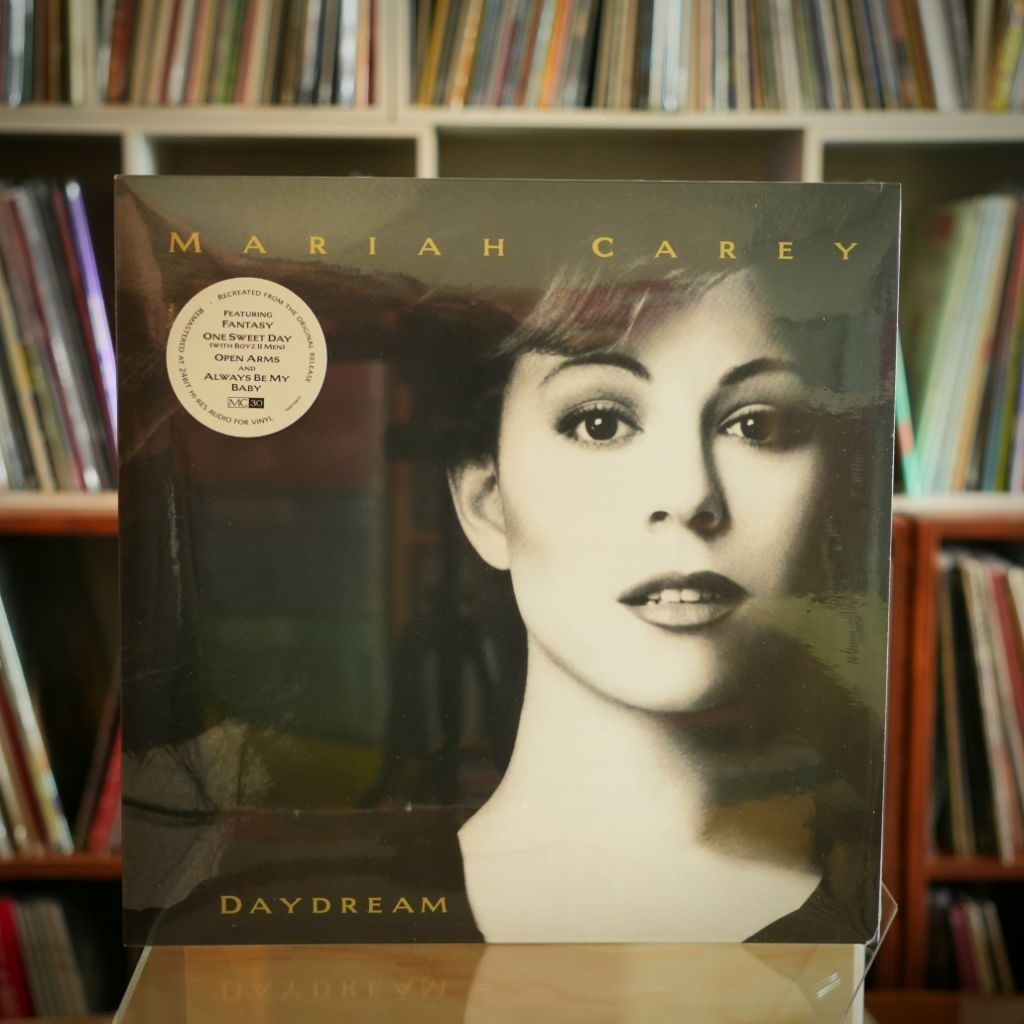 MARIAH CAREY
REMASTERED AT 24BIT HI-RES AUDIO FOR VINYL · RECREATED FROM THE ORIGINAL RELEASE
FEATURING
FANTASY
ONE SWEET DAY
(WITH BOYZ II MEN)
OPEN ARMS
AND
ALWAYS BE MY
BABY
MC30
DAYDREAM